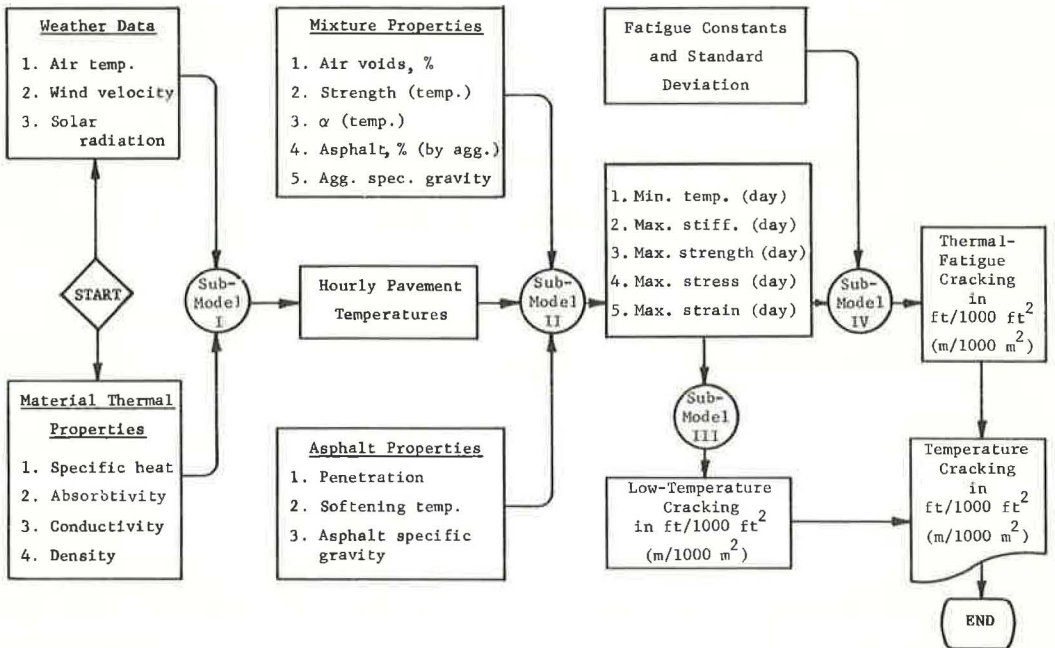 Weather Data
1. Air temp.
2. Wind velocity
3. Solar
radiation
START
Material Thermal
Properties
1. Specific heat
2. Absorbtivity
3. Conductivity
4. Density
Sub-
Model
I
Hourly Pavement
Temperatures
Mixture Properties
1. Air voids, %
2. Strength (temp.)
3. α (temp.)
4. Asphalt, % (by agg.)
5. Agg. spec. gravity
Asphalt Properties
1. Penetration
2. Softening temp.
3. Asphalt specific
gravity
Sub-
Model
II
Fatigue Constants
and Standard
Deviation
1. Min. temp. (day)
2. Max. stiff. (day)
3. Max. strength (day)
4. Max. stress (day)
5. Max. strain (day)
Sub-
Model
III
Low-Temperature
Cracking
in ft/1000 ft²
(m/1000 m²)
Sub-
Model
IV
Thermal-
Fatigue
Cracking
in
ft/1000 ft²
(m/1000 m²)
Temperature
Cracking
in
ft/1000 ft²
(m/1000 m²)
END